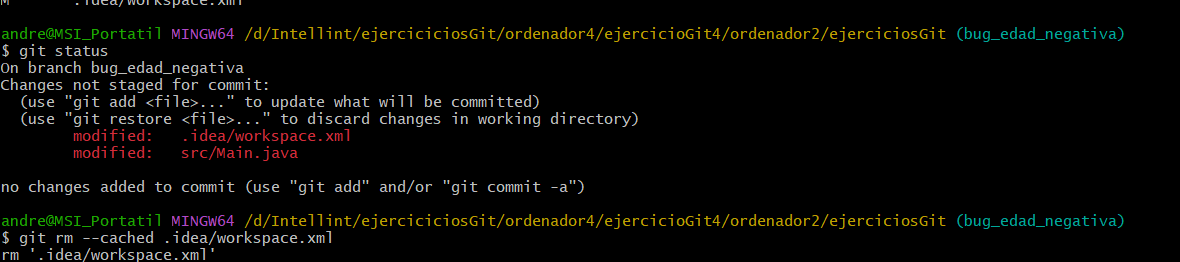 M       .idea/workspace.xml
andre@MSI_Portatil MINGW64 /d/Intellint/ejerciciciosGit/ordenador4/ejercicioGit4/ordenador2/ejerciciosGit (bug_edad_negativa)
$ git status
On branch bug_edad_negativa
Changes not staged for commit:
  (use "git add <file>..." to update what will be committed)
  (use "git restore <file>..." to discard changes in working directory)
        modified:   .idea/workspace.xml
        modified:   src/Main.java
no changes added to commit (use "git add" and/or "git commit -a")
andre@MSI_Portatil MINGW64 /d/Intellint/ejerciciciosGit/ordenador4/ejercicioGit4/ordenador2/ejerciciosGit (bug_edad_negativa)
$ git rm --cached .idea/workspace.xml
rm '.idea/workspace.xml'